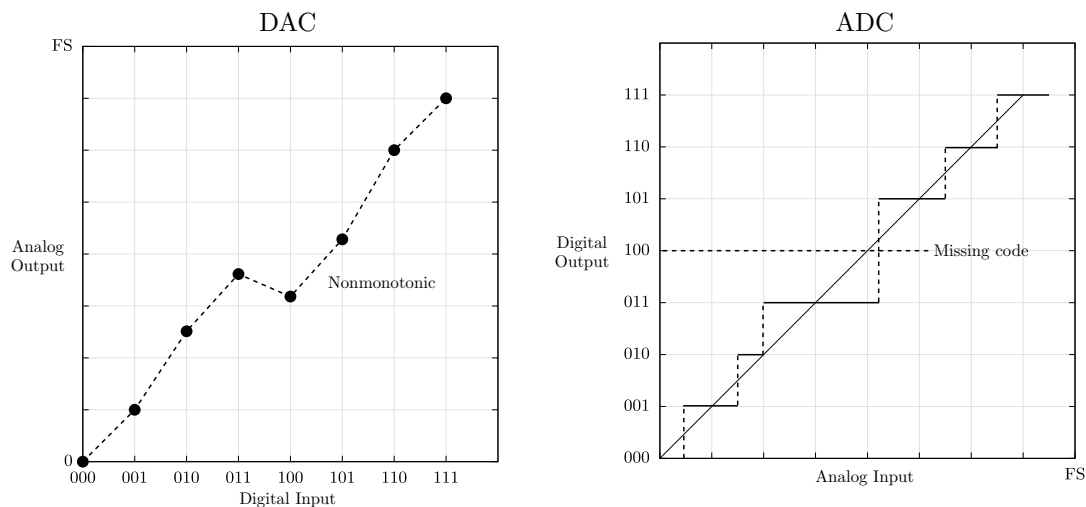 DAC
FS
Analog
Output
Nonmonotonic
0
000 001 010 011 100 101 110 111
Digital Input
ADC
111
110
101
Digital
Output
100
Missing code
011
010
001
000
Analog Input
FS